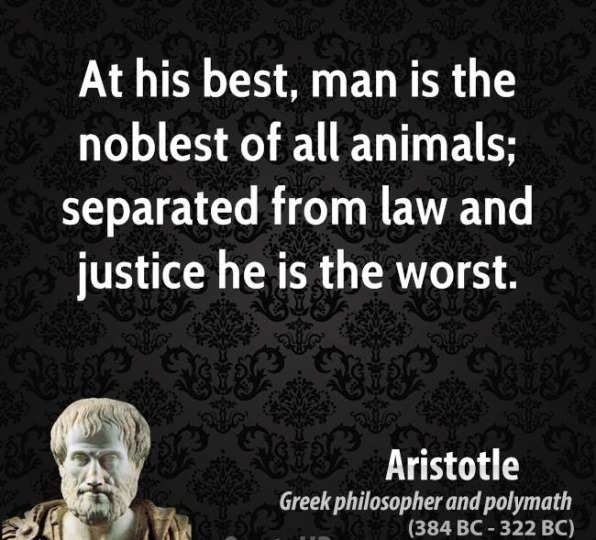 At his best, man is the
noblest of all animals;
separated from law and
justice he is the worst.
Aristotle
Greek philosopher and polymath
(384 BC - 322 BC)